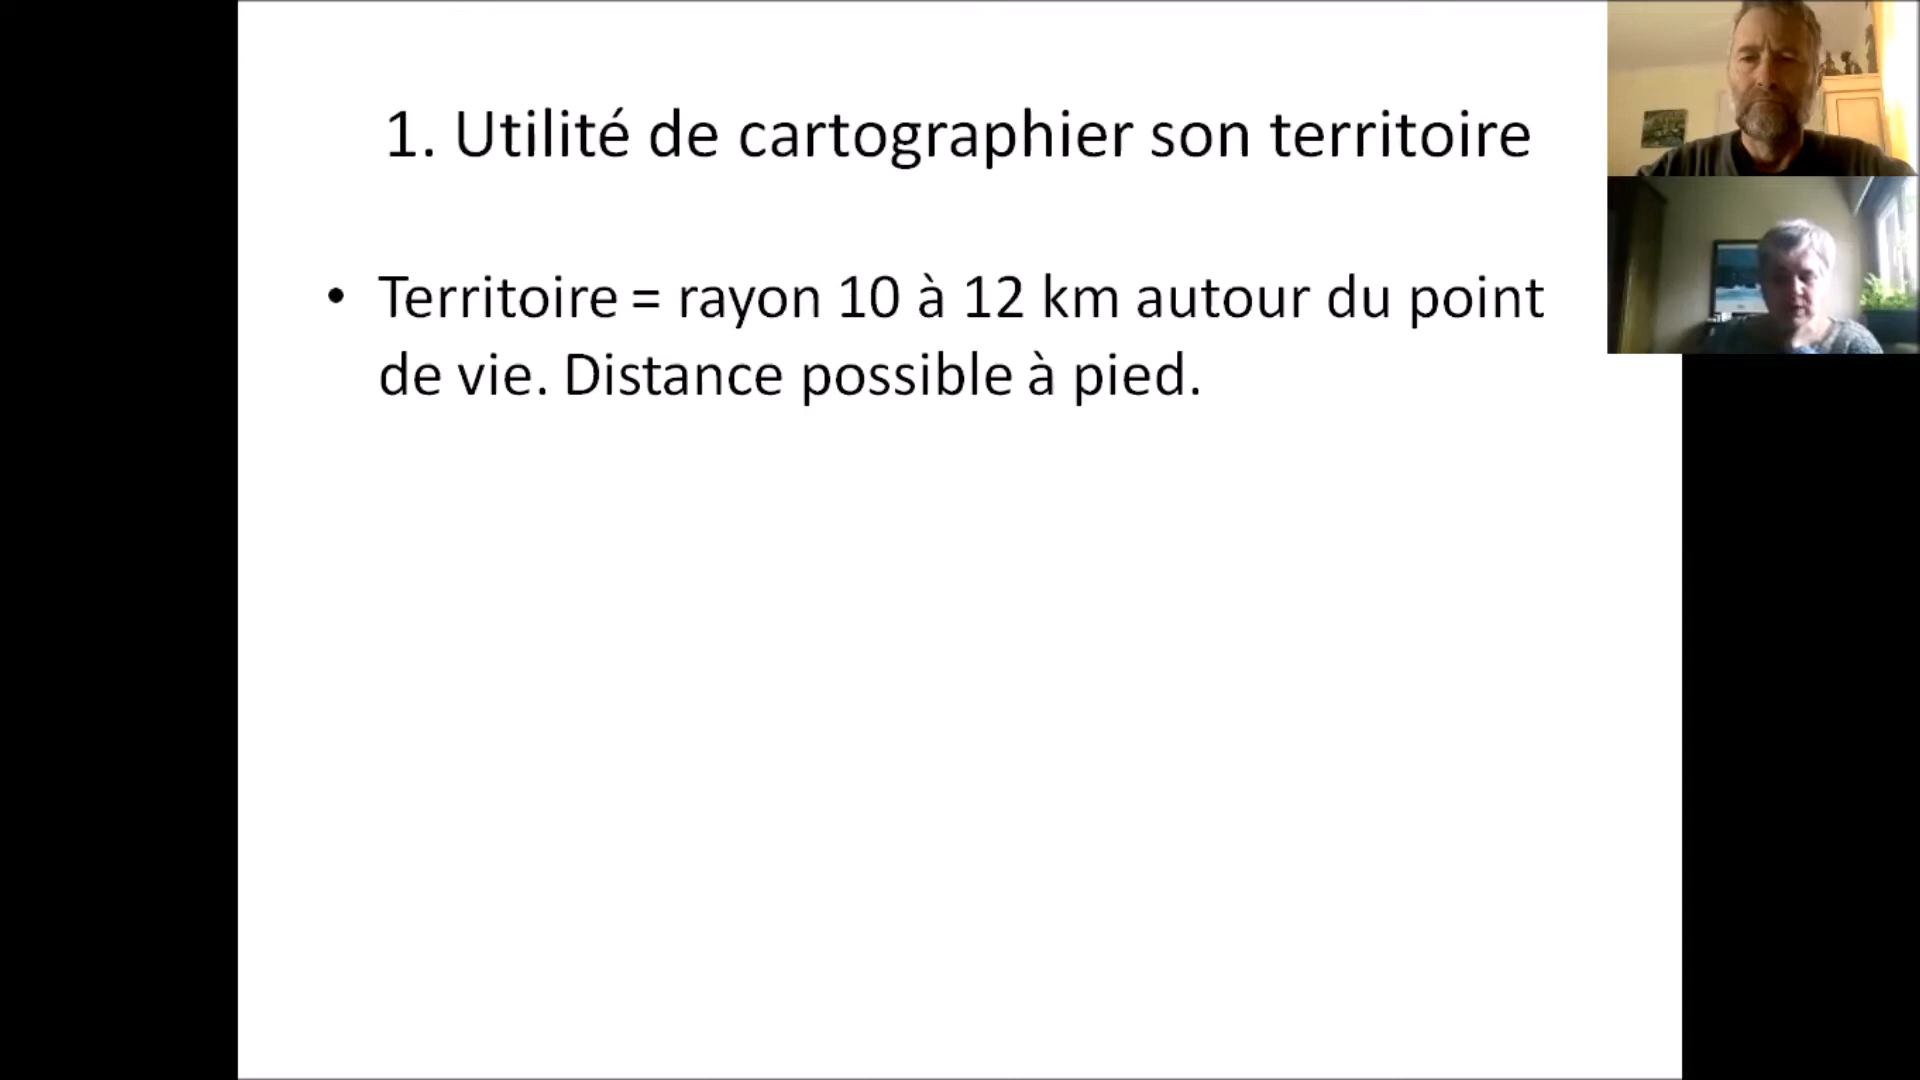 1. Utilité de cartographier son territoire
• Territoire = rayon 10 à 12 km autour du point
de vie. Distance possible à pied.